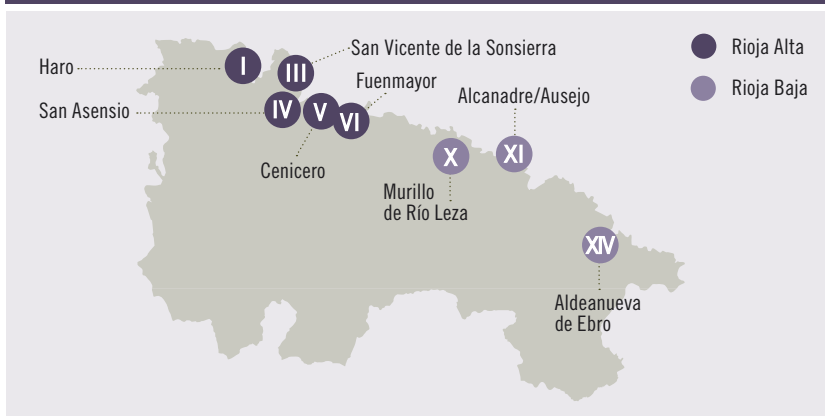 San Vicente de la Sonsierra
Rioja Alta
Haro
I
III
Fuenmayor
Rioja Baja
Alcanadre/Ausejo
San Asensio
IV
V
VI
Cenicero
X
XI
Murillo
de Río Leza
XIV
Aldeanueva
de Ebro